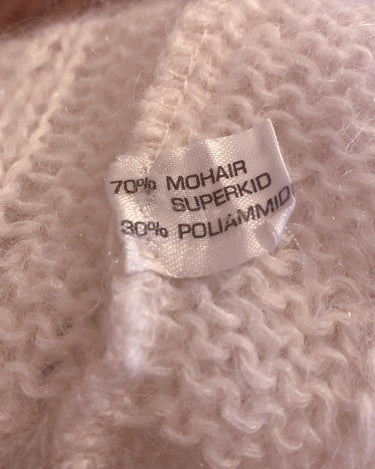 70% MOHAIR
SUPERKID
30% POLIAMMID